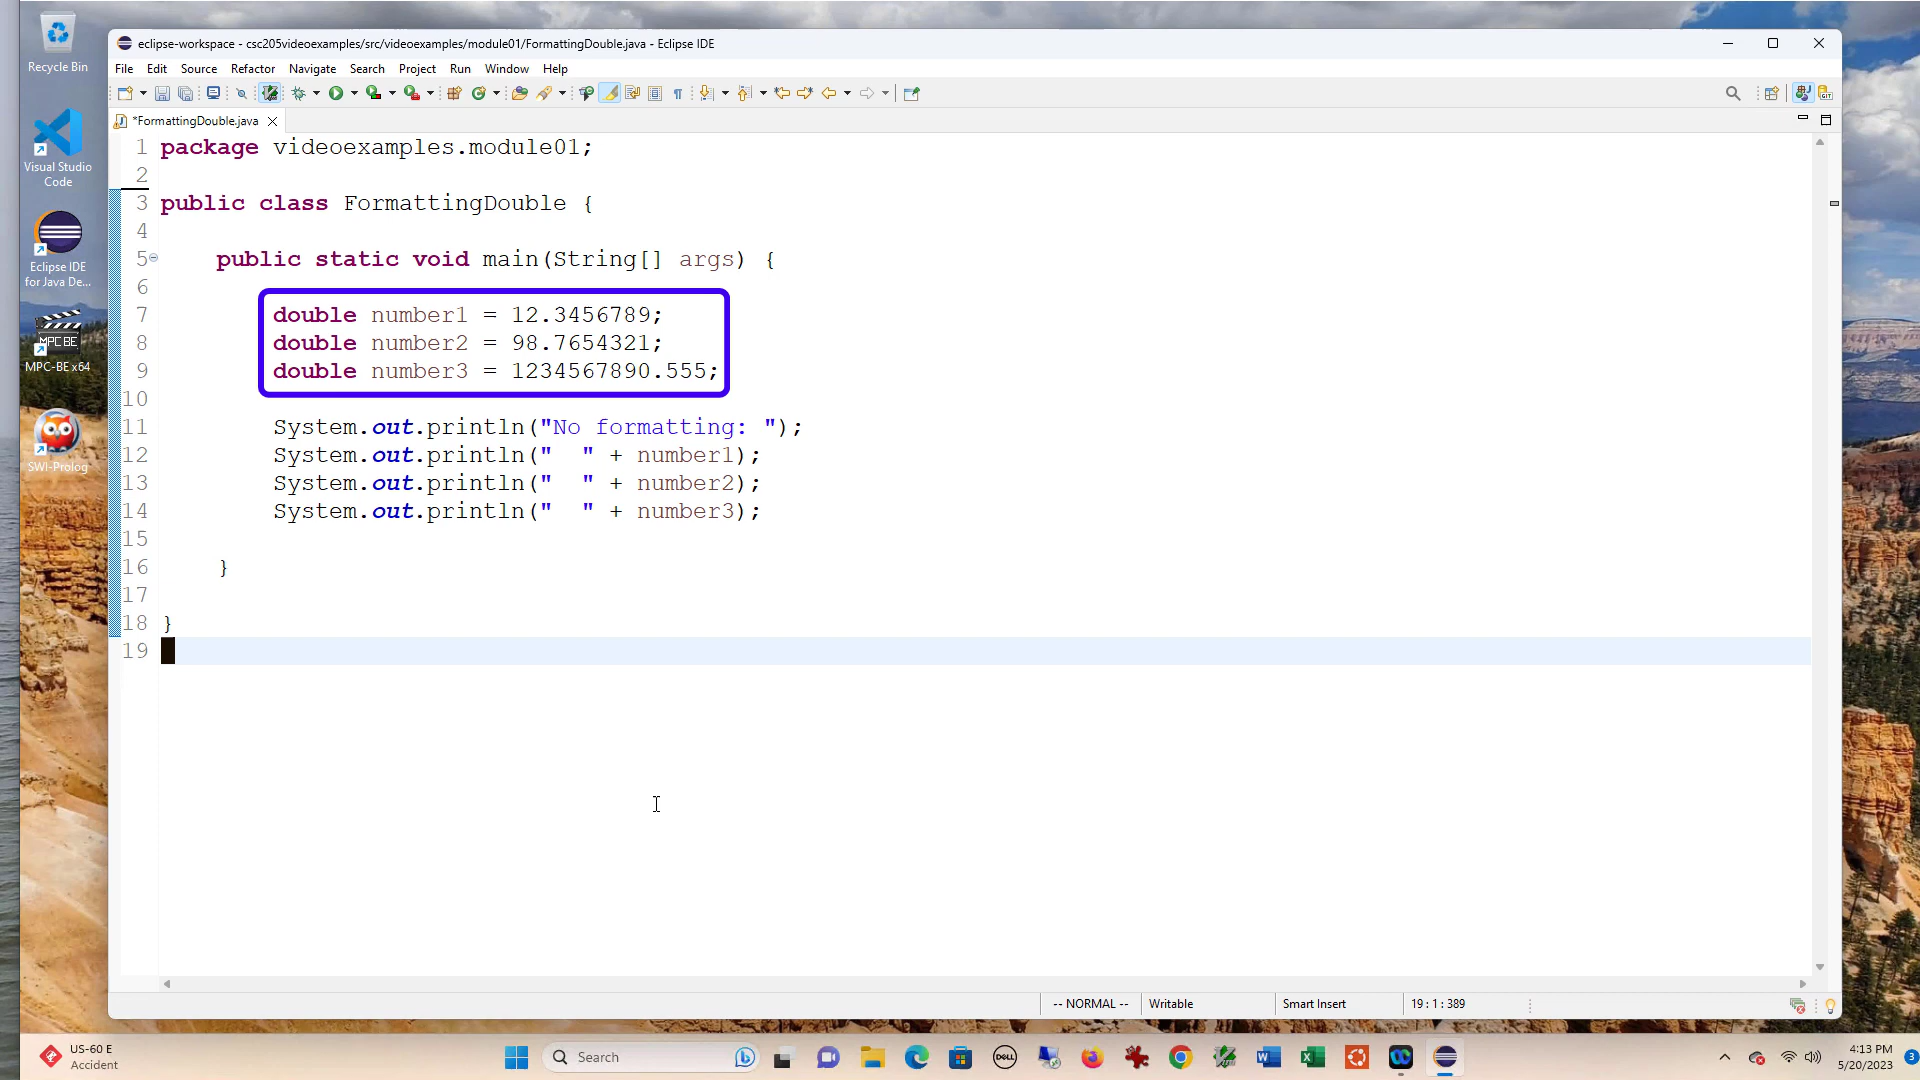 Recycle Bin
Visual Studio
Code
Eclipse IDE
for Java De...
MPC BE
MPC-BE x64
SWI-Prolog
eclipse-workspace - csc205videoexamples/src/videoexamples/module01/FormattingDouble.java - Eclipse IDE
File Edit Source Refactor Navigate Search Project Run Window Help
*FormattingDouble.java
1 package videoexamples.module01;
2
3 public class FormattingDouble {
4
5 public static void main(String[] args) {
6
7 double number1 = 12.3456789;
8 double number2 = 98.7654321;
9 double number3 = 1234567890.555;
10
11 System.out.println("No formatting: ");
12 System.out.println("  " + number1);
13 System.out.println("  " + number2);
14 System.out.println("  " + number3);
15
16 }
17
18 }
19
-- NORMAL -- Writable Smart Insert 19 : 1 : 389
US-60 E
Accident
Search
DELL
4:13 PM
5/20/2023
3